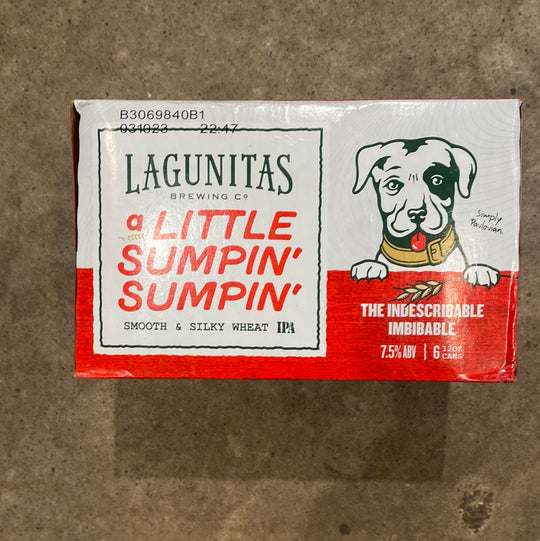 B3069840B1
031023 22:47
LAGUNITAS
BREWING Cº
a LITTLE
SUMPIN'
SUMPIN'
SMOOTH & SILKY WHEAT IPA
Simply
Pavlovian
THE INDESCRIBABLE
IMBIBABLE
7.5% ABV | 6 12OZ. CANS